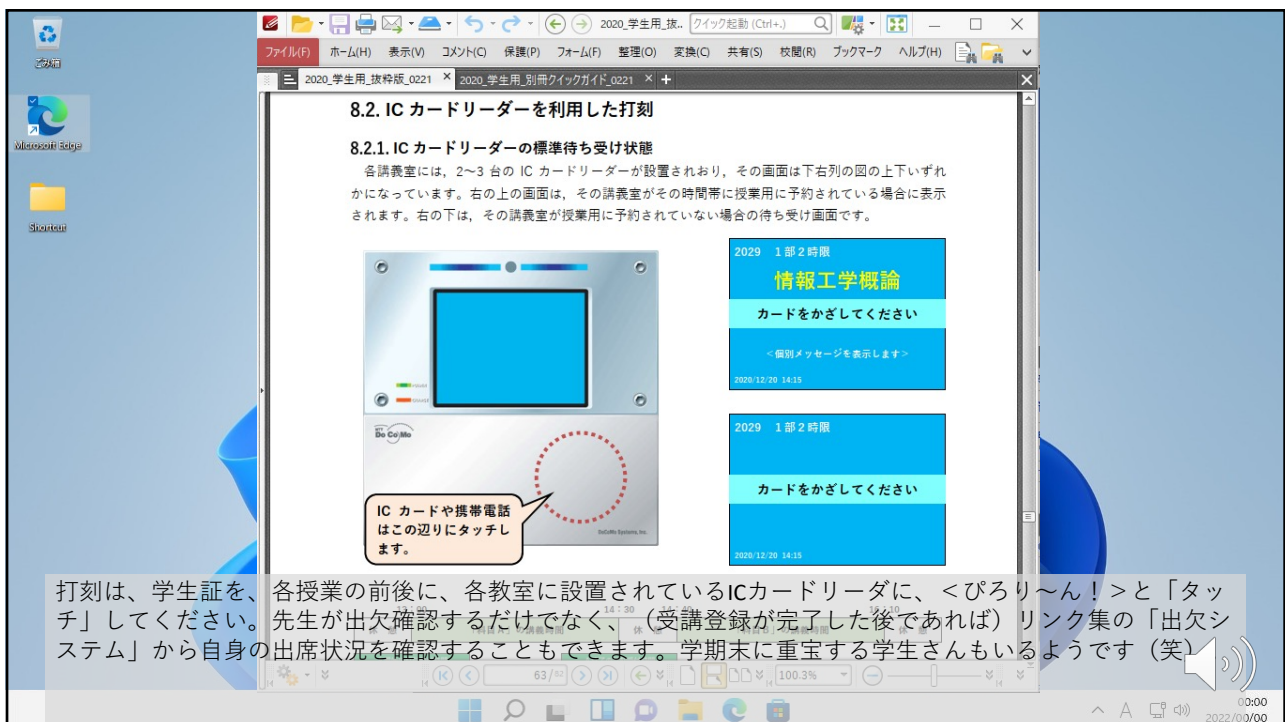 ごみ箱
Microsoft Edge
Shortcut
2020_学生用_抜..
クイック起動 (Ctrl+.)
ファイル(F) ホーム(H) 表示(V) コメント(C) 保護(P) フォーム(F) 整理(O) 変換(C) 共有(S) 校閲(R) ブックマーク ヘルプ(H)
2020_学生用_抜粋版_0221 × 2020_学生用_別冊クイックガイド_0221 × +
8.2. IC カードリーダーを利用した打刻
8.2.1. IC カードリーダーの標準待ち受け状態
各講義室には，2～3 台の IC カードリーダーが設置されおり，その画面は下右列の図の上下いずれ
かになっています。右の上の画面は，その講義室がその時間帯に授業用に予約されている場合に表示
されます。右の下は，その講義室が授業用に予約されていない場合の待ち受け画面です。
2029 1部2時限
情報工学概論
カードをかざしてください
＜個別メッセージを表示します＞
2020/12/20 14:15
NTT
DoCoMo
IC カードや携帯電話
はこの辺りにタッチし
ます。
DoCoMo Systems, Inc.
2029 1部2時限
カードをかざしてください
2020/12/20 14:15
打刻は、学生証を、各授業の前後に、各教室に設置されているICカードリーダに、＜ぴろり～ん！＞と「タッ
チ」してください。先生が出欠確認するだけでなく、（受講登録が完了した後であれば）リンク集の「出欠シ
ステム」から自身の出席状況を確認することもできます。学期末に重宝する学生さんもいるようです（笑）
14：30
63/92
100.3%
A
00:00
2022/00/00